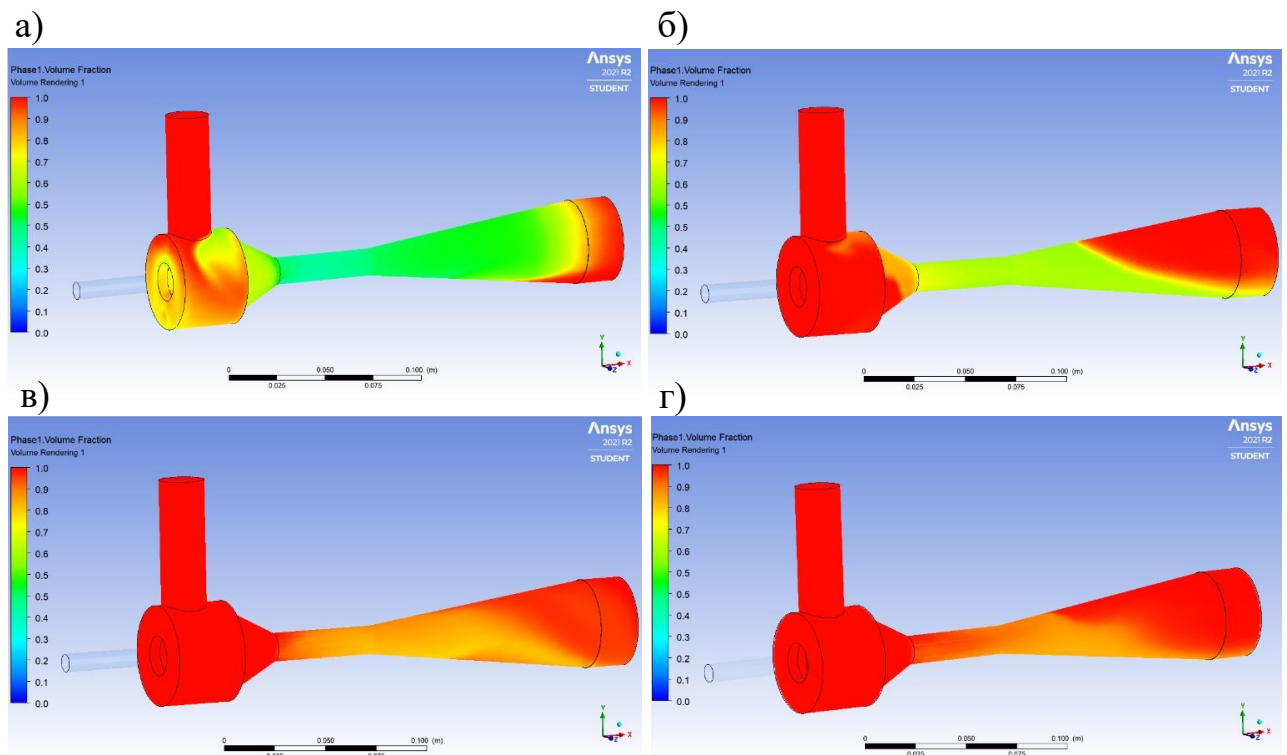 а)
Phase1.Volume Fraction
Volume Rendering 1
1.0
0.9
0.8
0.7
0.6
0.5
0.4
0.3
0.2
0.1
0.0
Ansys
2021 R2
STUDENT
0 0.050 0.100 (m)
0.025 0.075
Y
X
Z
б)
Phase1.Volume Fraction
Volume Rendering 1
1.0
0.9
0.8
0.7
0.6
0.5
0.4
0.3
0.2
0.1
0.0
Ansys
2021 R2
STUDENT
0 0.050 0.100 (m)
0.025 0.075
Y
X
Z
в)
Phase1.Volume Fraction
Volume Rendering 1
1.0
0.9
0.8
0.7
0.6
0.5
0.4
0.3
0.2
0.1
0.0
Ansys
2021 R2
STUDENT
0 0.050 0.100 (m)
0.025 0.075
Y
X
Z
г)
Phase1.Volume Fraction
Volume Rendering 1
1.0
0.9
0.8
0.7
0.6
0.5
0.4
0.3
0.2
0.1
0.0
Ansys
2021 R2
STUDENT
0 0.050 0.100 (m)
0.025 0.075
Y
X
Z